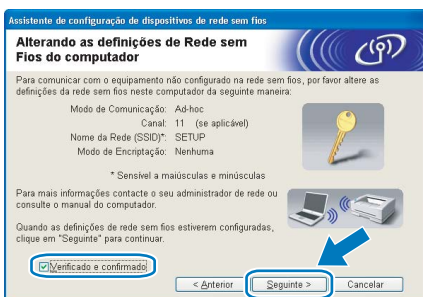 Assistente de configuração de dispositivos de rede sem fios
Alterando as definições de Rede sem
Fios do computador
Para comunicar com o equipamento não configurado na rede sem fios, por favor altere as
definições da rede sem fios neste computador da seguinte maneira:
Modo de Comunicação: Ad-hoc
Canal: 11 (se aplicável)
Nome da Rede (SSID)*: SETUP
Modo de Encriptação: Nenhuma
* Sensível a maiúsculas e minúsculas
Para mais informações contacte o seu administrador de rede ou
consulte o manual do computador.
Quando as definições de rede sem fios estiverem configuradas,
clique em "Seguinte" para continuar.
Verificado e confirmado
< Anterior
Seguinte >
Cancelar